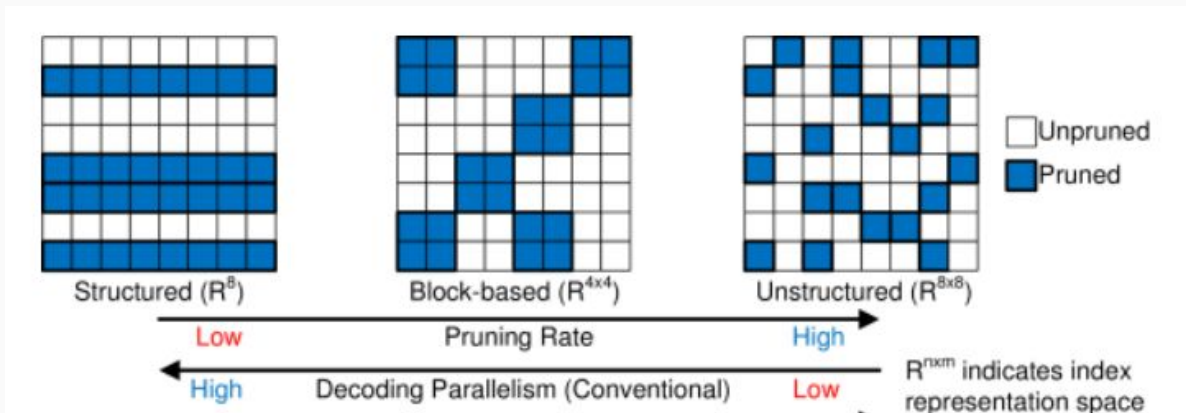 Unpruned
Pruned
Structured (R⁸)
Block-based (R⁴ˣ⁴)
Unstructured (R⁸ˣ⁸)
Low
Pruning Rate
High
High
Decoding Parallelism (Conventional)
Low
Rⁿˣᵐ indicates index
representation space